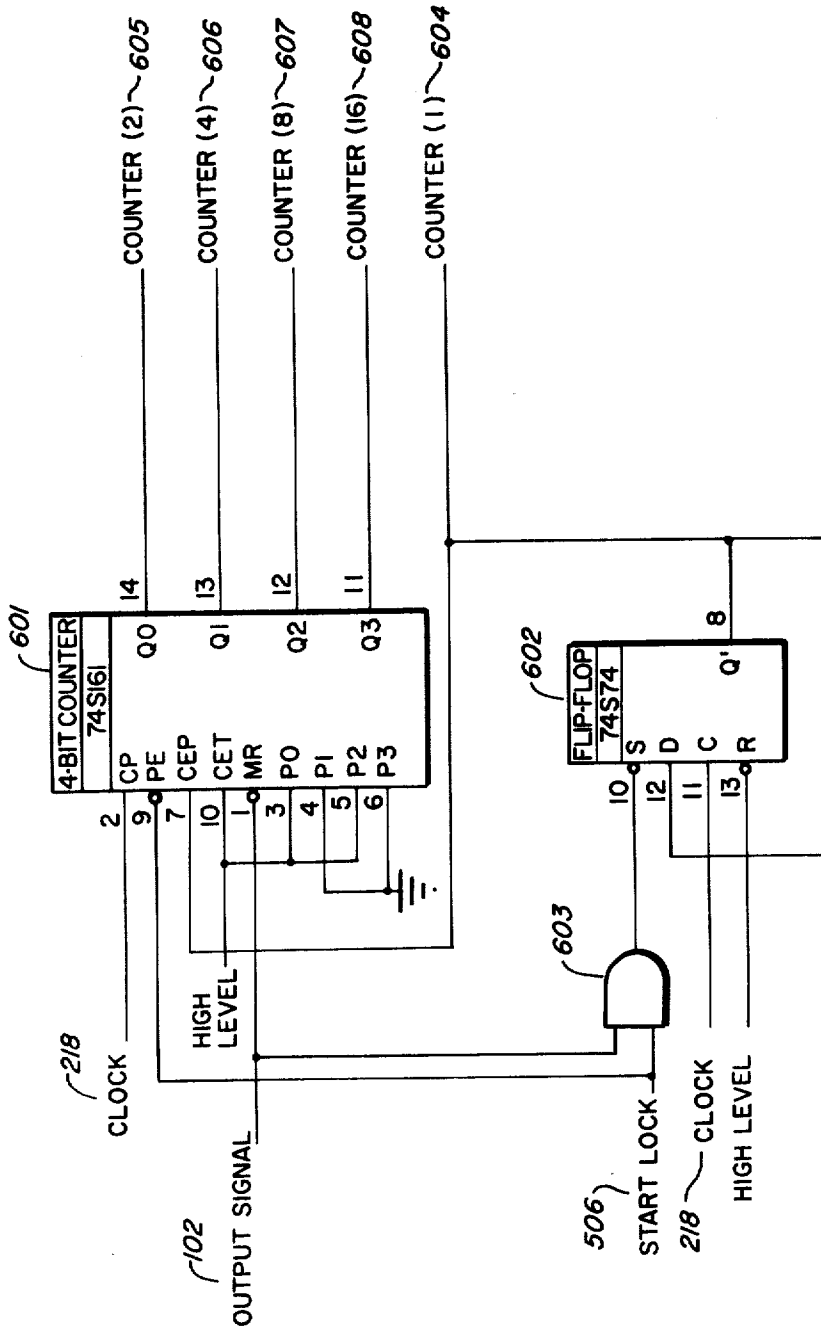 601
4-BIT COUNTER
74S161
2 CP
9 PE
7 CEP
10 CET
1 MR
3 P0
4 P1
5 P2
6 P3
Q0 14
Q1 13
Q2 12
Q3 11
COUNTER (2)~605
COUNTER (4)~606
COUNTER (8)~607
COUNTER (16)~608
COUNTER (1)~604
218
CLOCK
HIGH
LEVEL
102
OUTPUT SIGNAL
602
FLIP-FLOP
74S74
10 S
12 D
11 C
13 R
Q' 8
603
506
START LOCK
218 CLOCK
HIGH LEVEL